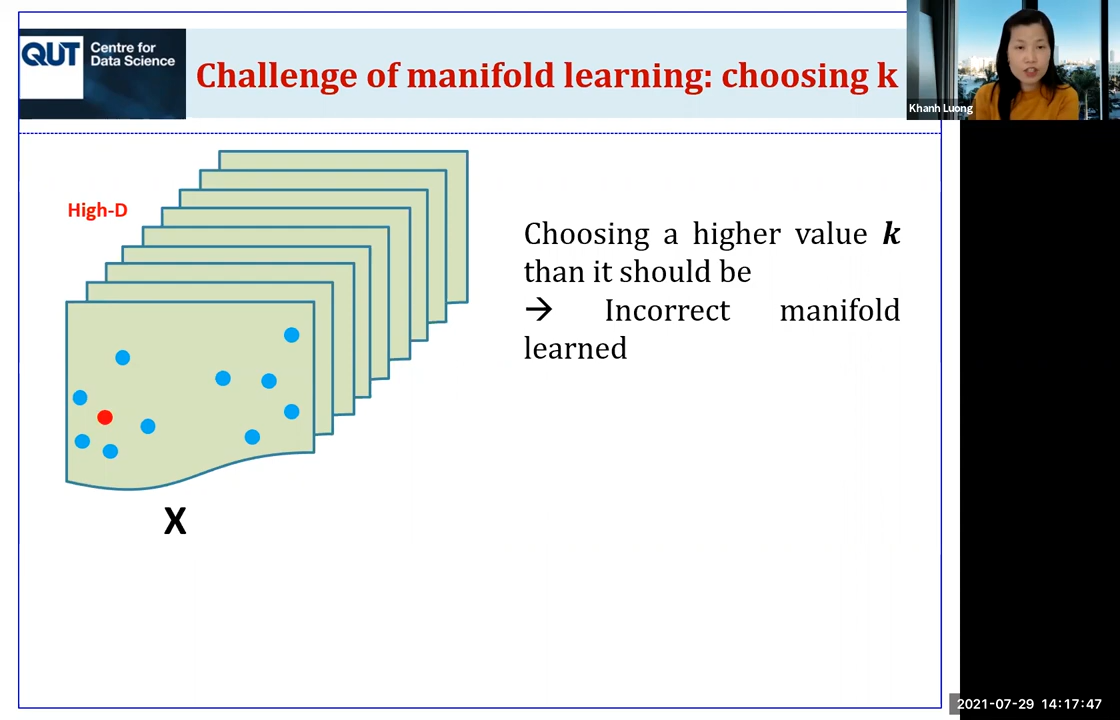 QUT
Centre for
Data Science
Challenge of manifold learning: choosing k
Khanh Luong
High-D
Choosing a higher value k
than it should be
→ Incorrect manifold
learned
X
2021-07-29 14:17:47